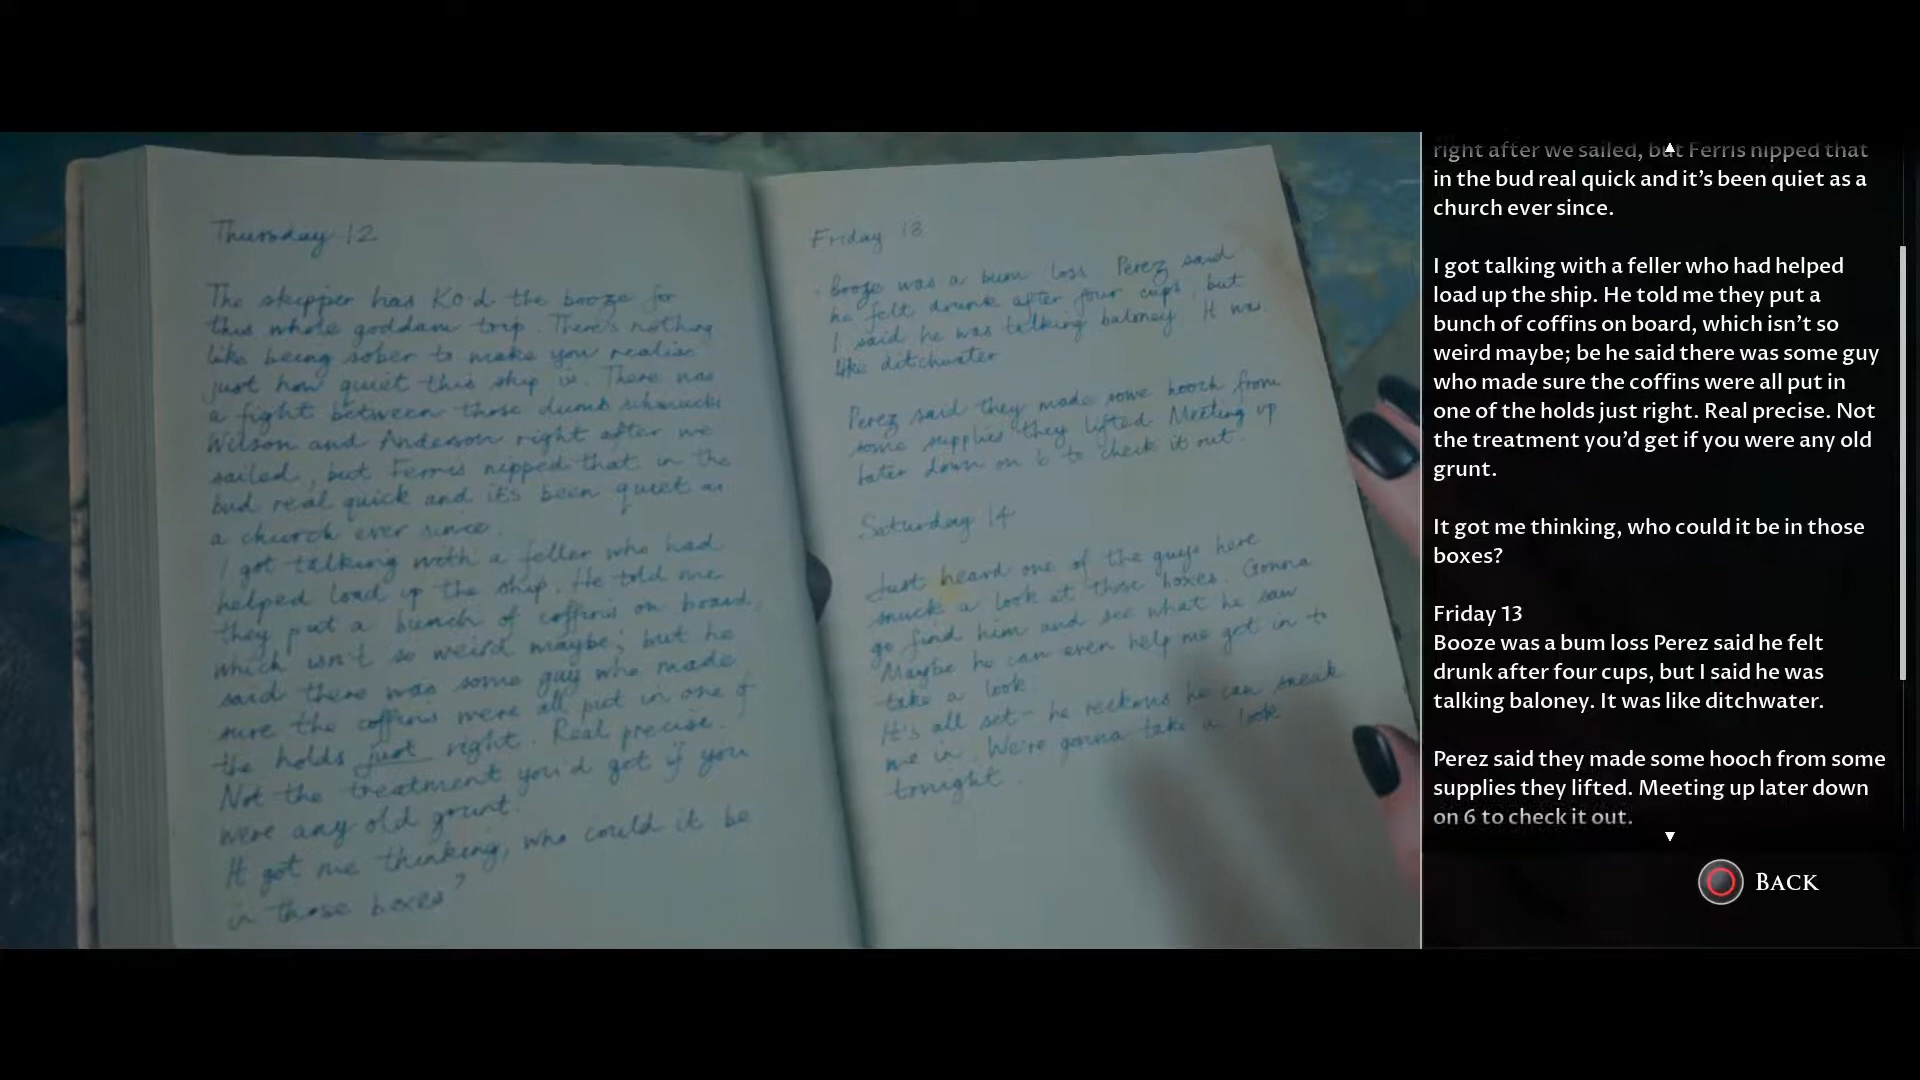 Thursday 12
The skipper has KO'd the booze for
this whole goddam trip. There's nothing
like being sober to make you realise
just how quiet this ship is. There was
a fight between those dumb schmucks
Wilson and Anderson right after we
sailed, but Ferris nipped that in the
bud real quick and it's been quiet as
a church ever since.
I got talking with a feller who had
helped load up the ship. He told me
they put a bunch of coffins on board,
which isn't so weird maybe; but he
said there was some guy who made
sure the coffins were all put in one of
the holds just right. Real precise.
Not the treatment you'd get if you
were any old grunt.
It got me thinking, who could it be
in those boxes?
Friday 13
Booze was a bum loss Perez said
he felt drunk after four cups, but
I said he was talking baloney. It was
like ditchwater
Perez said they made some hooch from
some supplies they lifted. Meeting up
later down on 6 to check it out.
Saturday 14
Just heard one of the guys here
snuck a look at those boxes. Gonna
go find him and see what he saw
Maybe he can even help me get in to
take a look
It's all set - he reckons he can sneak
me in. We're gonna take a look
tonight.
right after we sailed, but Ferris nipped that
in the bud real quick and it's been quiet as a
church ever since.
I got talking with a feller who had helped
load up the ship. He told me they put a
bunch of coffins on board, which isn't so
weird maybe; be he said there was some guy
who made sure the coffins were all put in
one of the holds just right. Real precise. Not
the treatment you'd get if you were any old
grunt.
It got me thinking, who could it be in those
boxes?
Friday 13
Booze was a bum loss Perez said he felt
drunk after four cups, but I said he was
talking baloney. It was like ditchwater.
Perez said they made some hooch from some
supplies they lifted. Meeting up later down
on 6 to check it out.
BACK